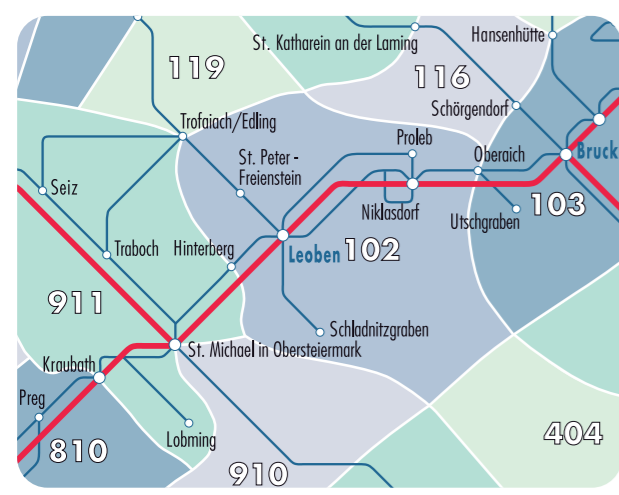 St. Katharein an der Laming
Hansenhütte
119
116
Schörgendorf
Trofaiach/Edling
Proleb
St. Peter -
Freienstein
Oberaich
Bruck
Seiz
Niklasdorf
103
Utschgraben
Traboch
Hinterberg
Leoben
102
911
Schladnitzgraben
St. Michael in Obersteiermark
Kraubath
Preg
Lobming
404
810
910